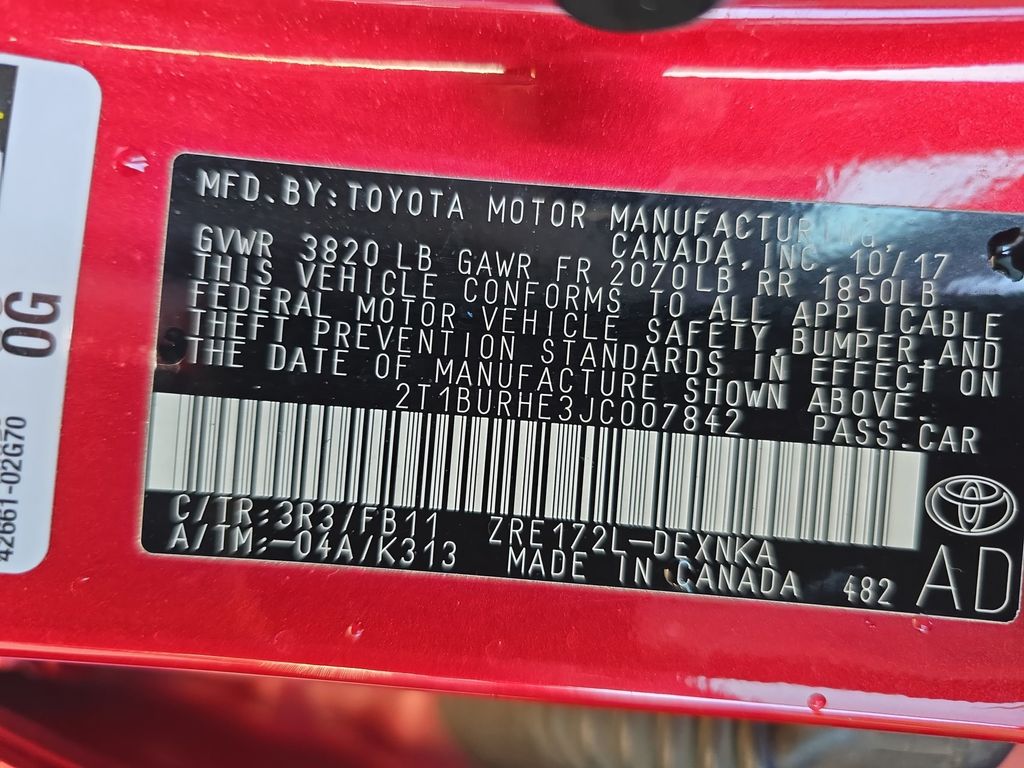 MFD.BY:TOYOTA MOTOR MANUFACTURING,
CANADA,INC. 10/17
GVWR 3820 LB GAWR FR 2070LB RR 1850LB
THIS VEHICLE CONFORMS TO ALL APPLICABLE
FEDERAL MOTOR VEHICLE SAFETY,BUMPER,AND
THEFT PREVENTION STANDARDS IN EFFECT ON
THE DATE OF MANUFACTURE SHOWN ABOVE.
2T1BURHE3JC007842 PASS.CAR
C/TR:3R3/FB11 ZRE172L-DEXNKA
A/TM:-04A/K313 MADE IN CANADA 482
AD
0G
42661-02G70